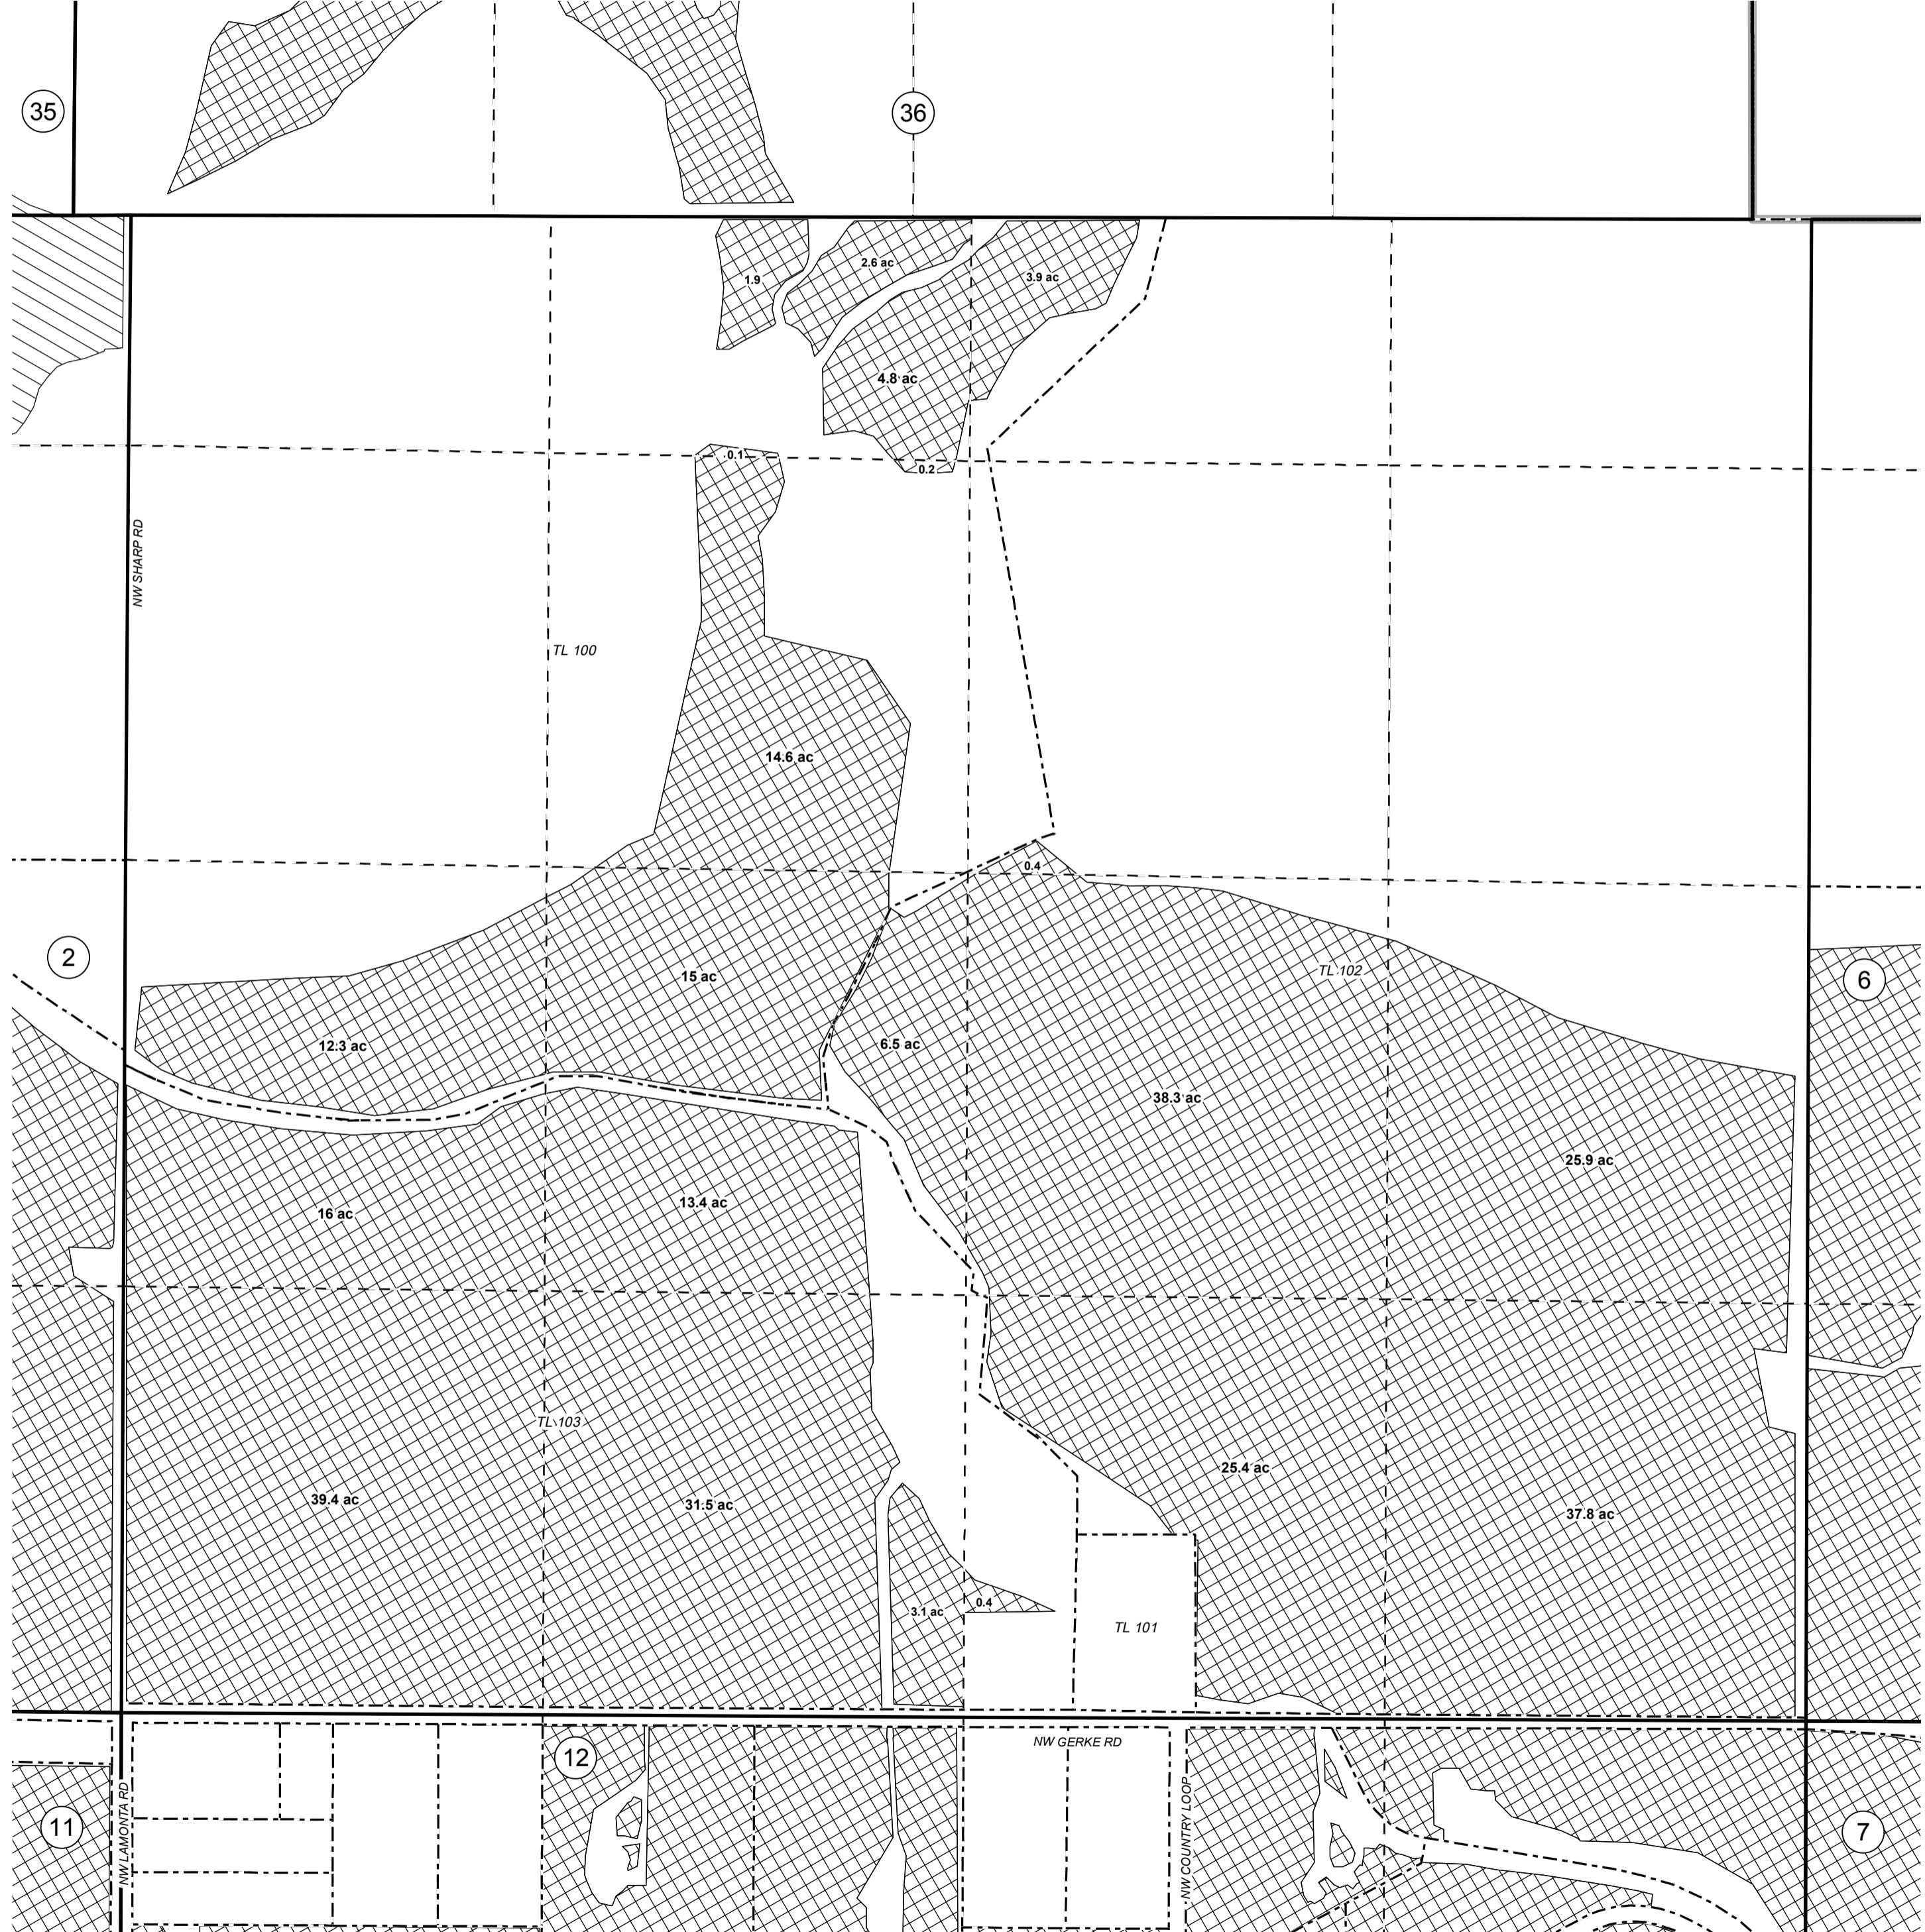 35
36
1.9
2.6 ac
3.9 ac
4.8 ac
0.1
0.2
NW SHARP RD
TL 100
14.6 ac
0.4
2
15 ac
TL 102
6
12.3 ac
6.5 ac
38.3 ac
25.9 ac
16 ac
13.4 ac
TL 103
25.4 ac
39.4 ac
31.5 ac
37.8 ac
3.1 ac
0.4
TL 101
NW GERKE RD
12
NW LAMONTA RD
NW COUNTRY LOOP
11
7